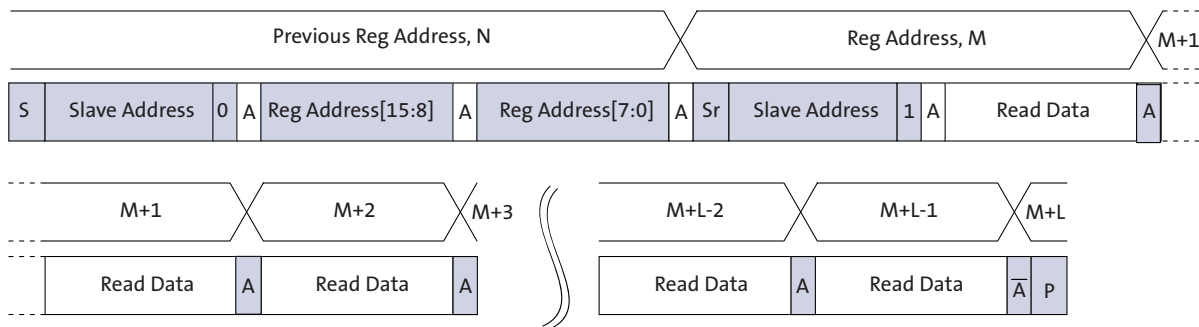 Previous Reg Address, N Reg Address, M M+1
S Slave Address 0 A Reg Address[15:8] A Reg Address[7:0] A Sr Slave Address 1 A Read Data A
M+1 M+2 M+3 M+L-2 M+L-1 M+L
Read Data A Read Data A Read Data A Read Data A̅ P